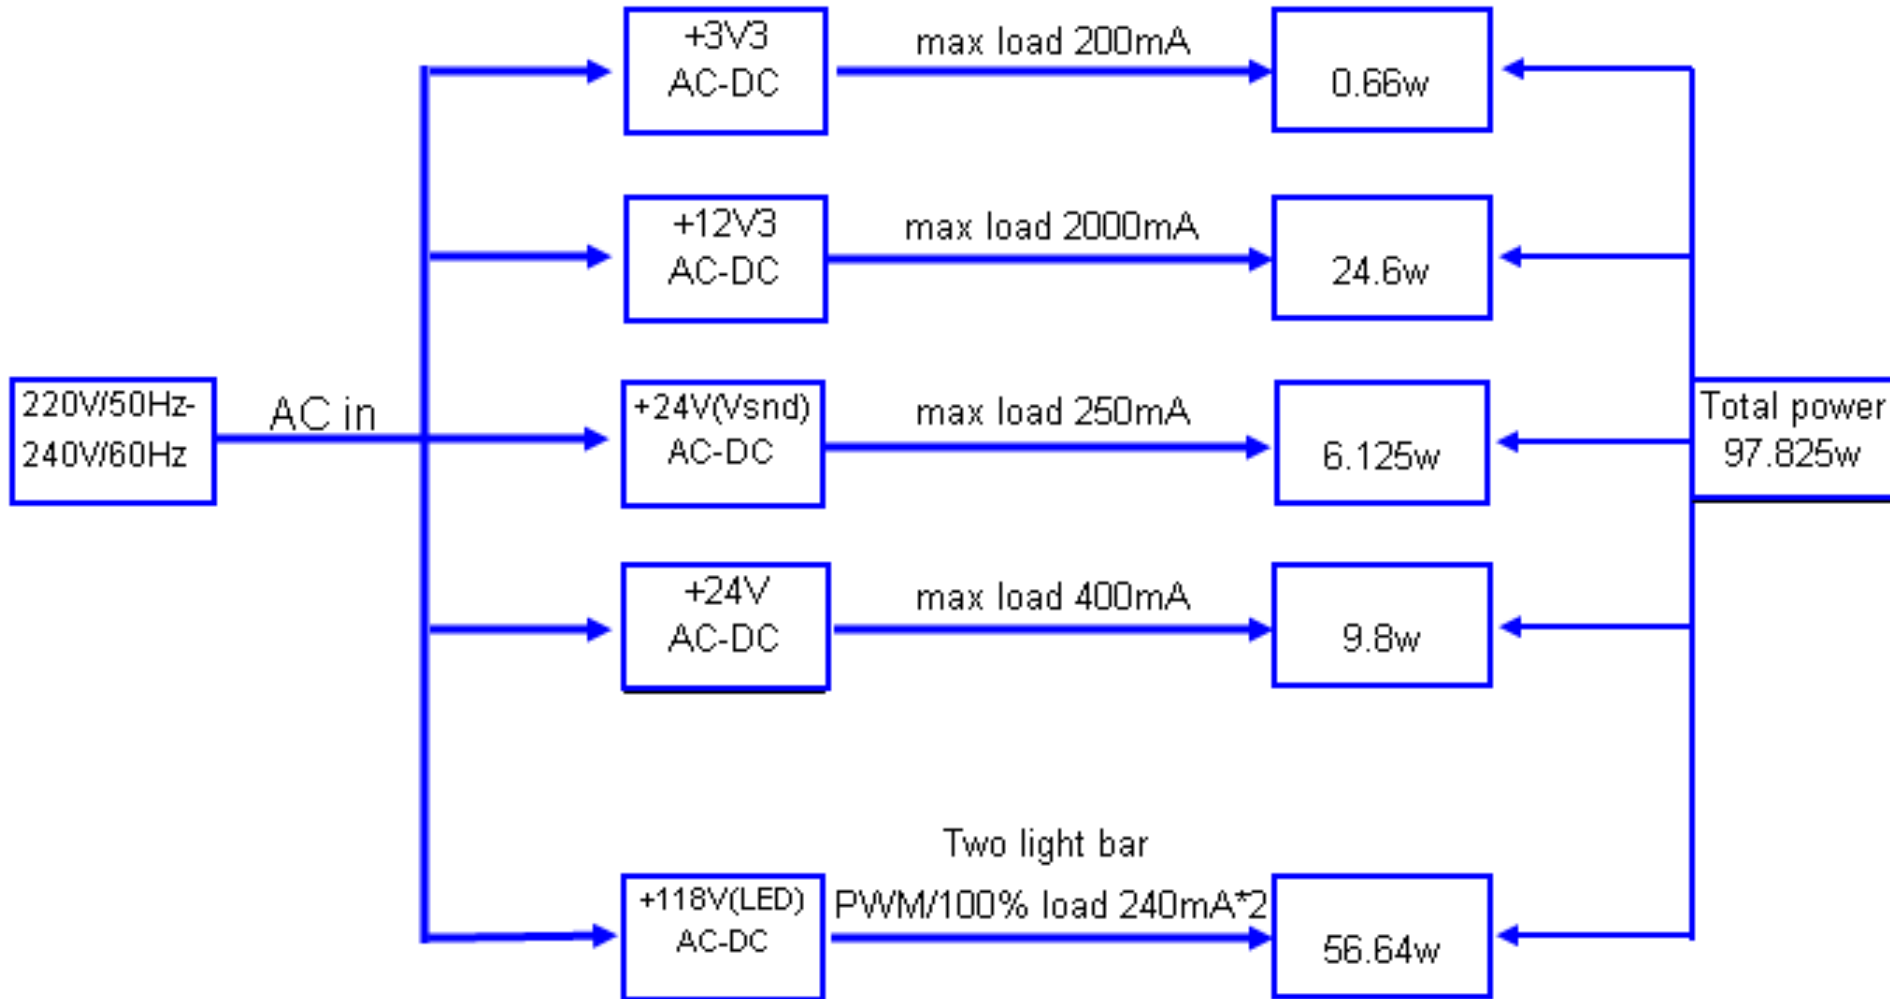 +3V3
AC-DC
max load 200mA
0.66w
+12V3
AC-DC
max load 2000mA
24.6w
220V/50Hz-
240V/60Hz
AC in
+24V(Vsnd)
AC-DC
max load 250mA
6.125w
Total power
97.825w
+24V
AC-DC
max load 400mA
9.8w
Two light bar
+118V(LED)
AC-DC
PWM/100% load 240mA*2
56.64w